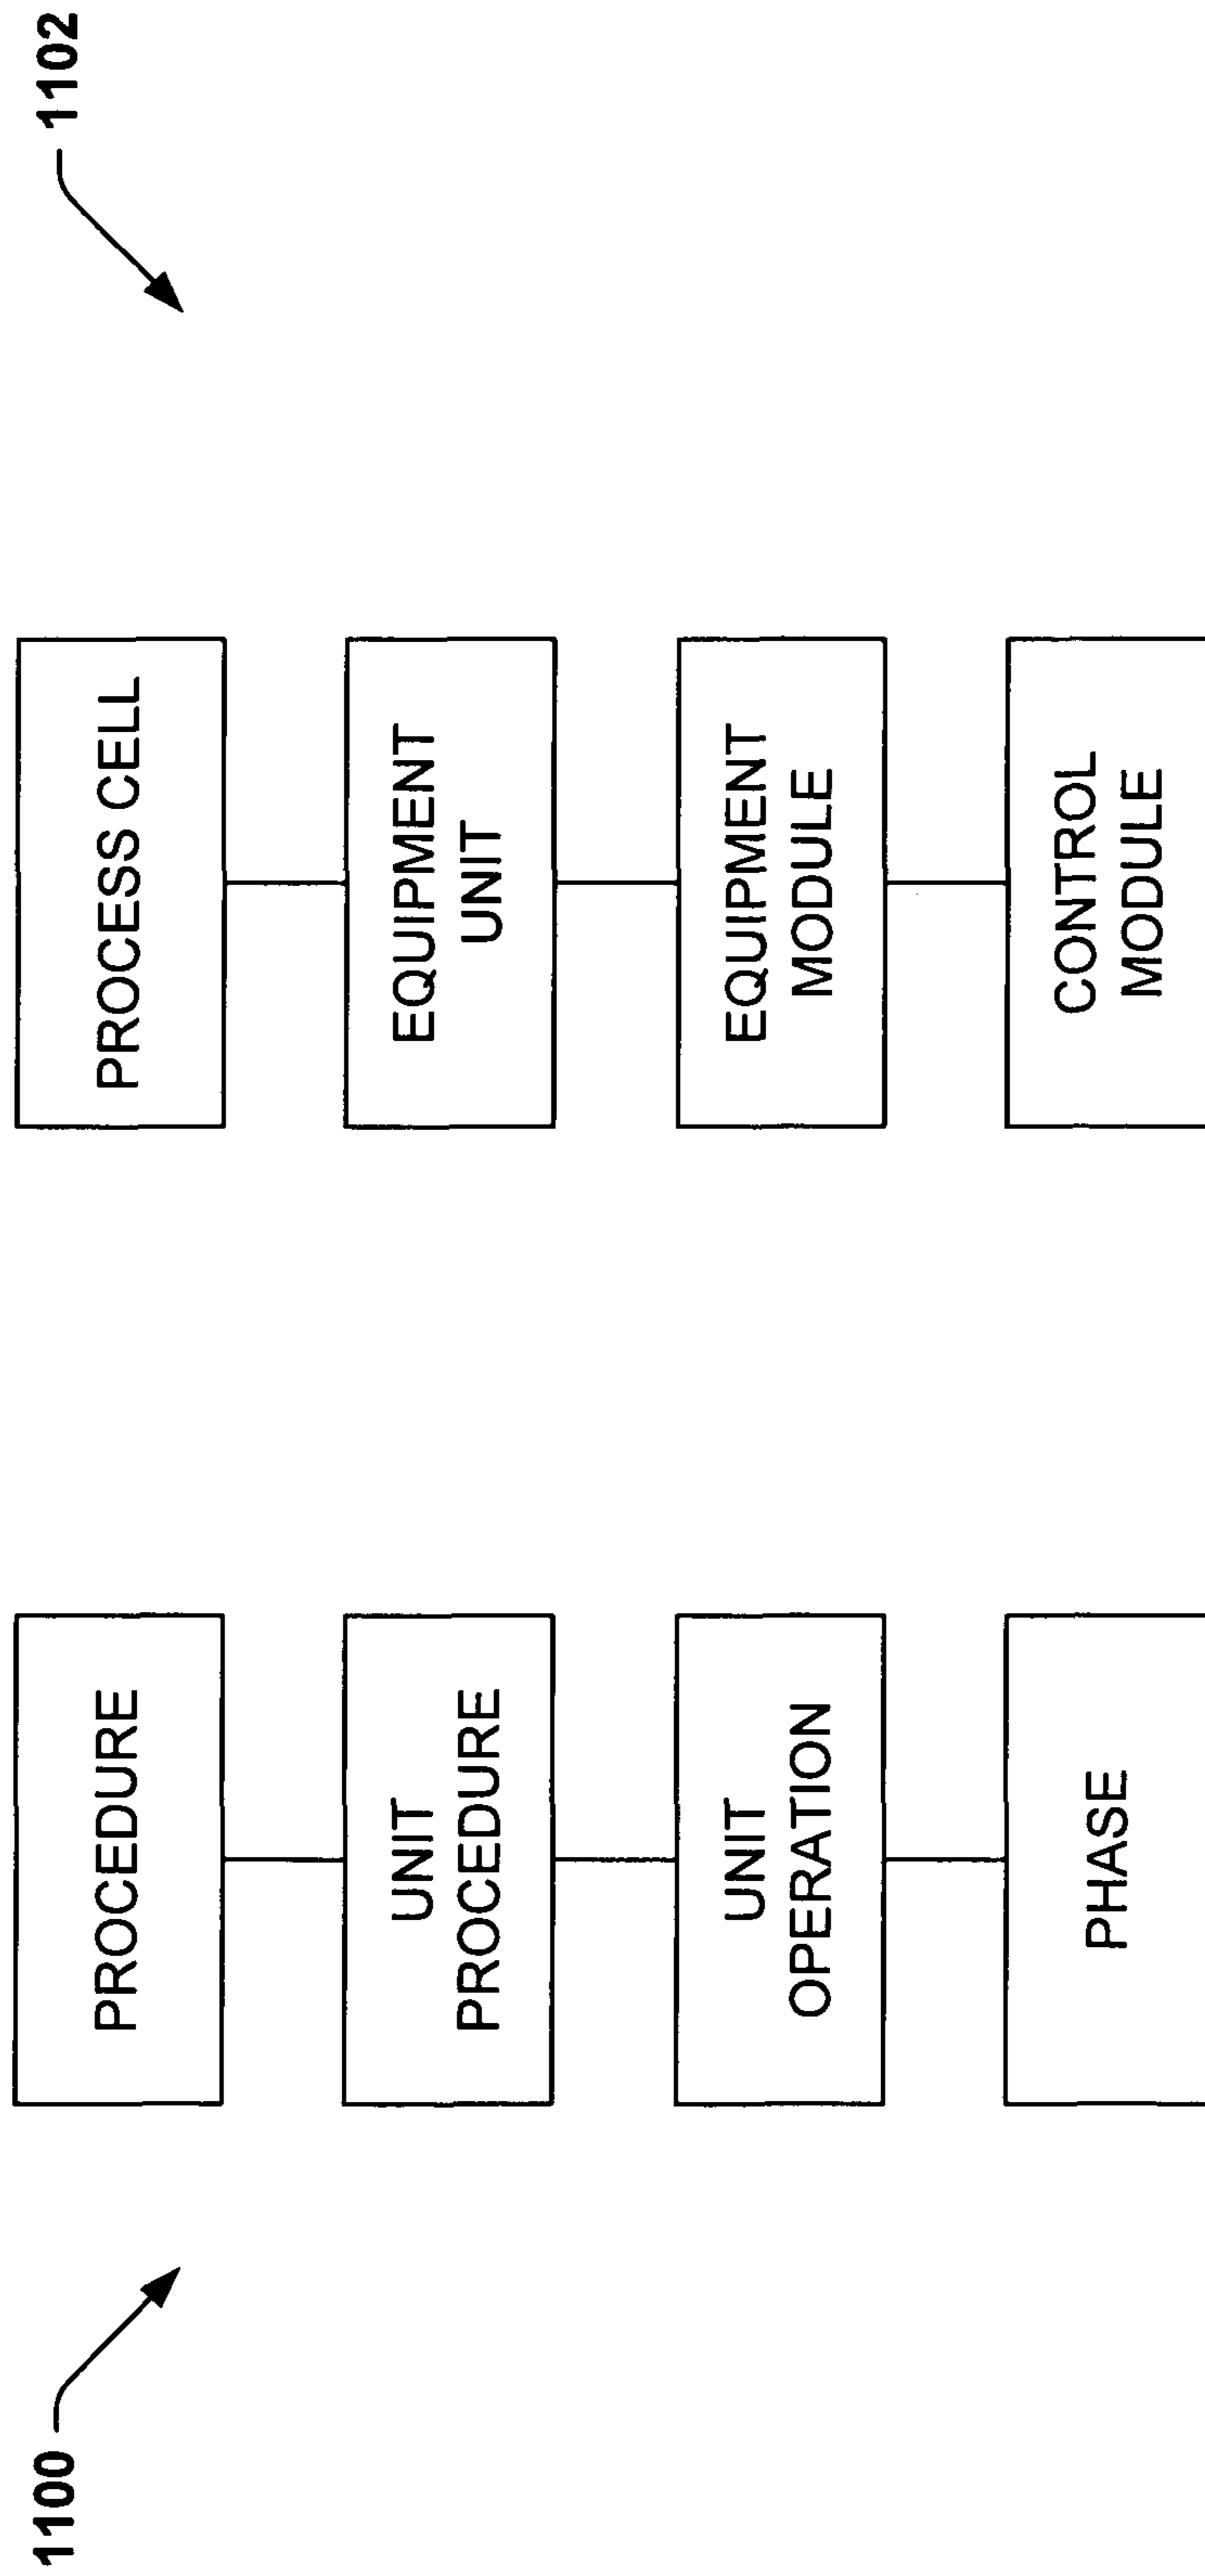 1100
PROCEDURE
UNIT
PROCEDURE
UNIT
OPERATION
PHASE
1102
PROCESS CELL
EQUIPMENT
UNIT
EQUIPMENT
MODULE
CONTROL
MODULE